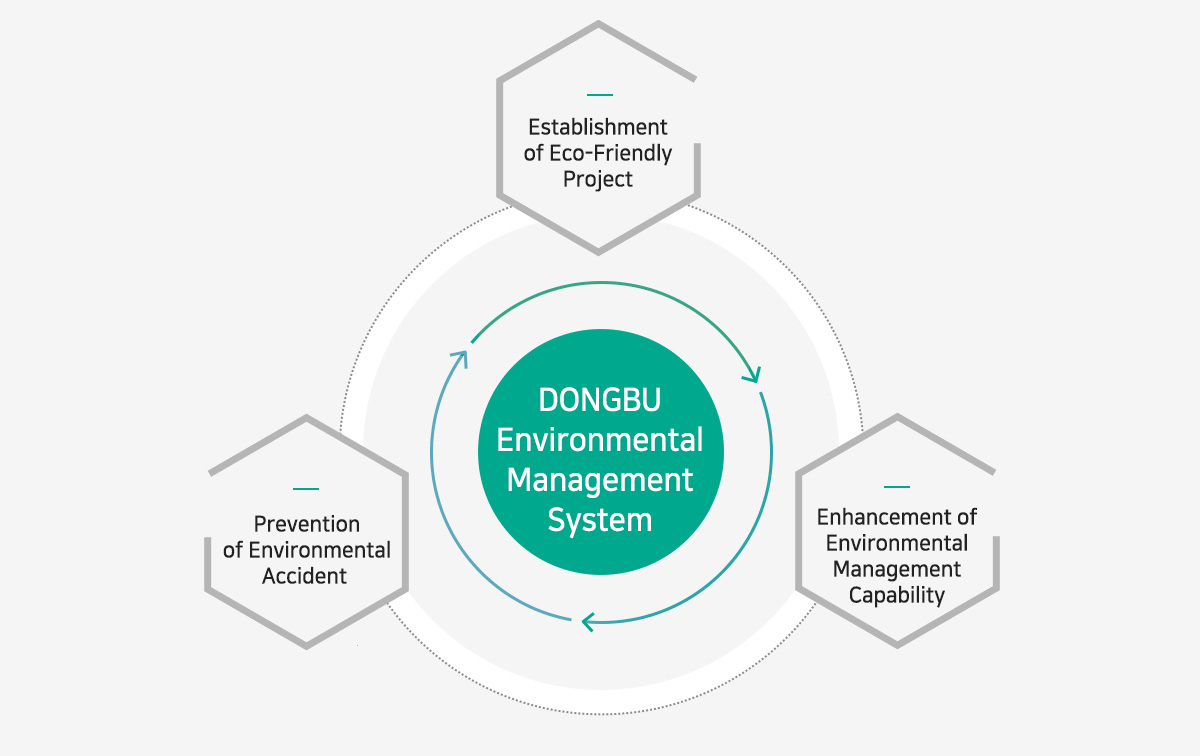 Establishment
of Eco-Friendly
Project
DONGBU
Environmental
Management
System
Prevention
of Environmental
Accident
Enhancement of
Environmental
Management
Capability